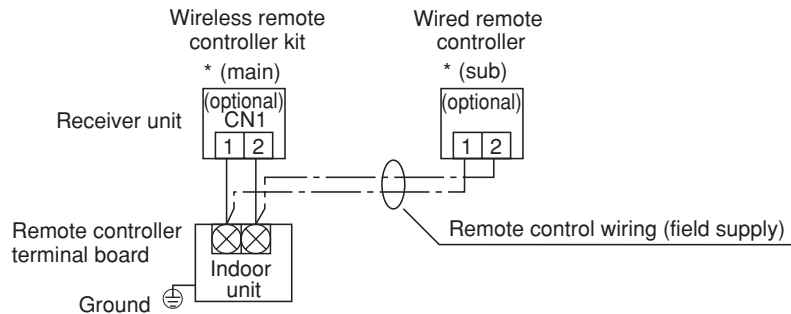 Wireless remote
controller kit
* (main)
Wired remote
controller
* (sub)
Receiver unit
(optional)
CN1
1 2
(optional)
1 2
Remote controller
terminal board
Indoor
unit
Ground
Remote control wiring (field supply)